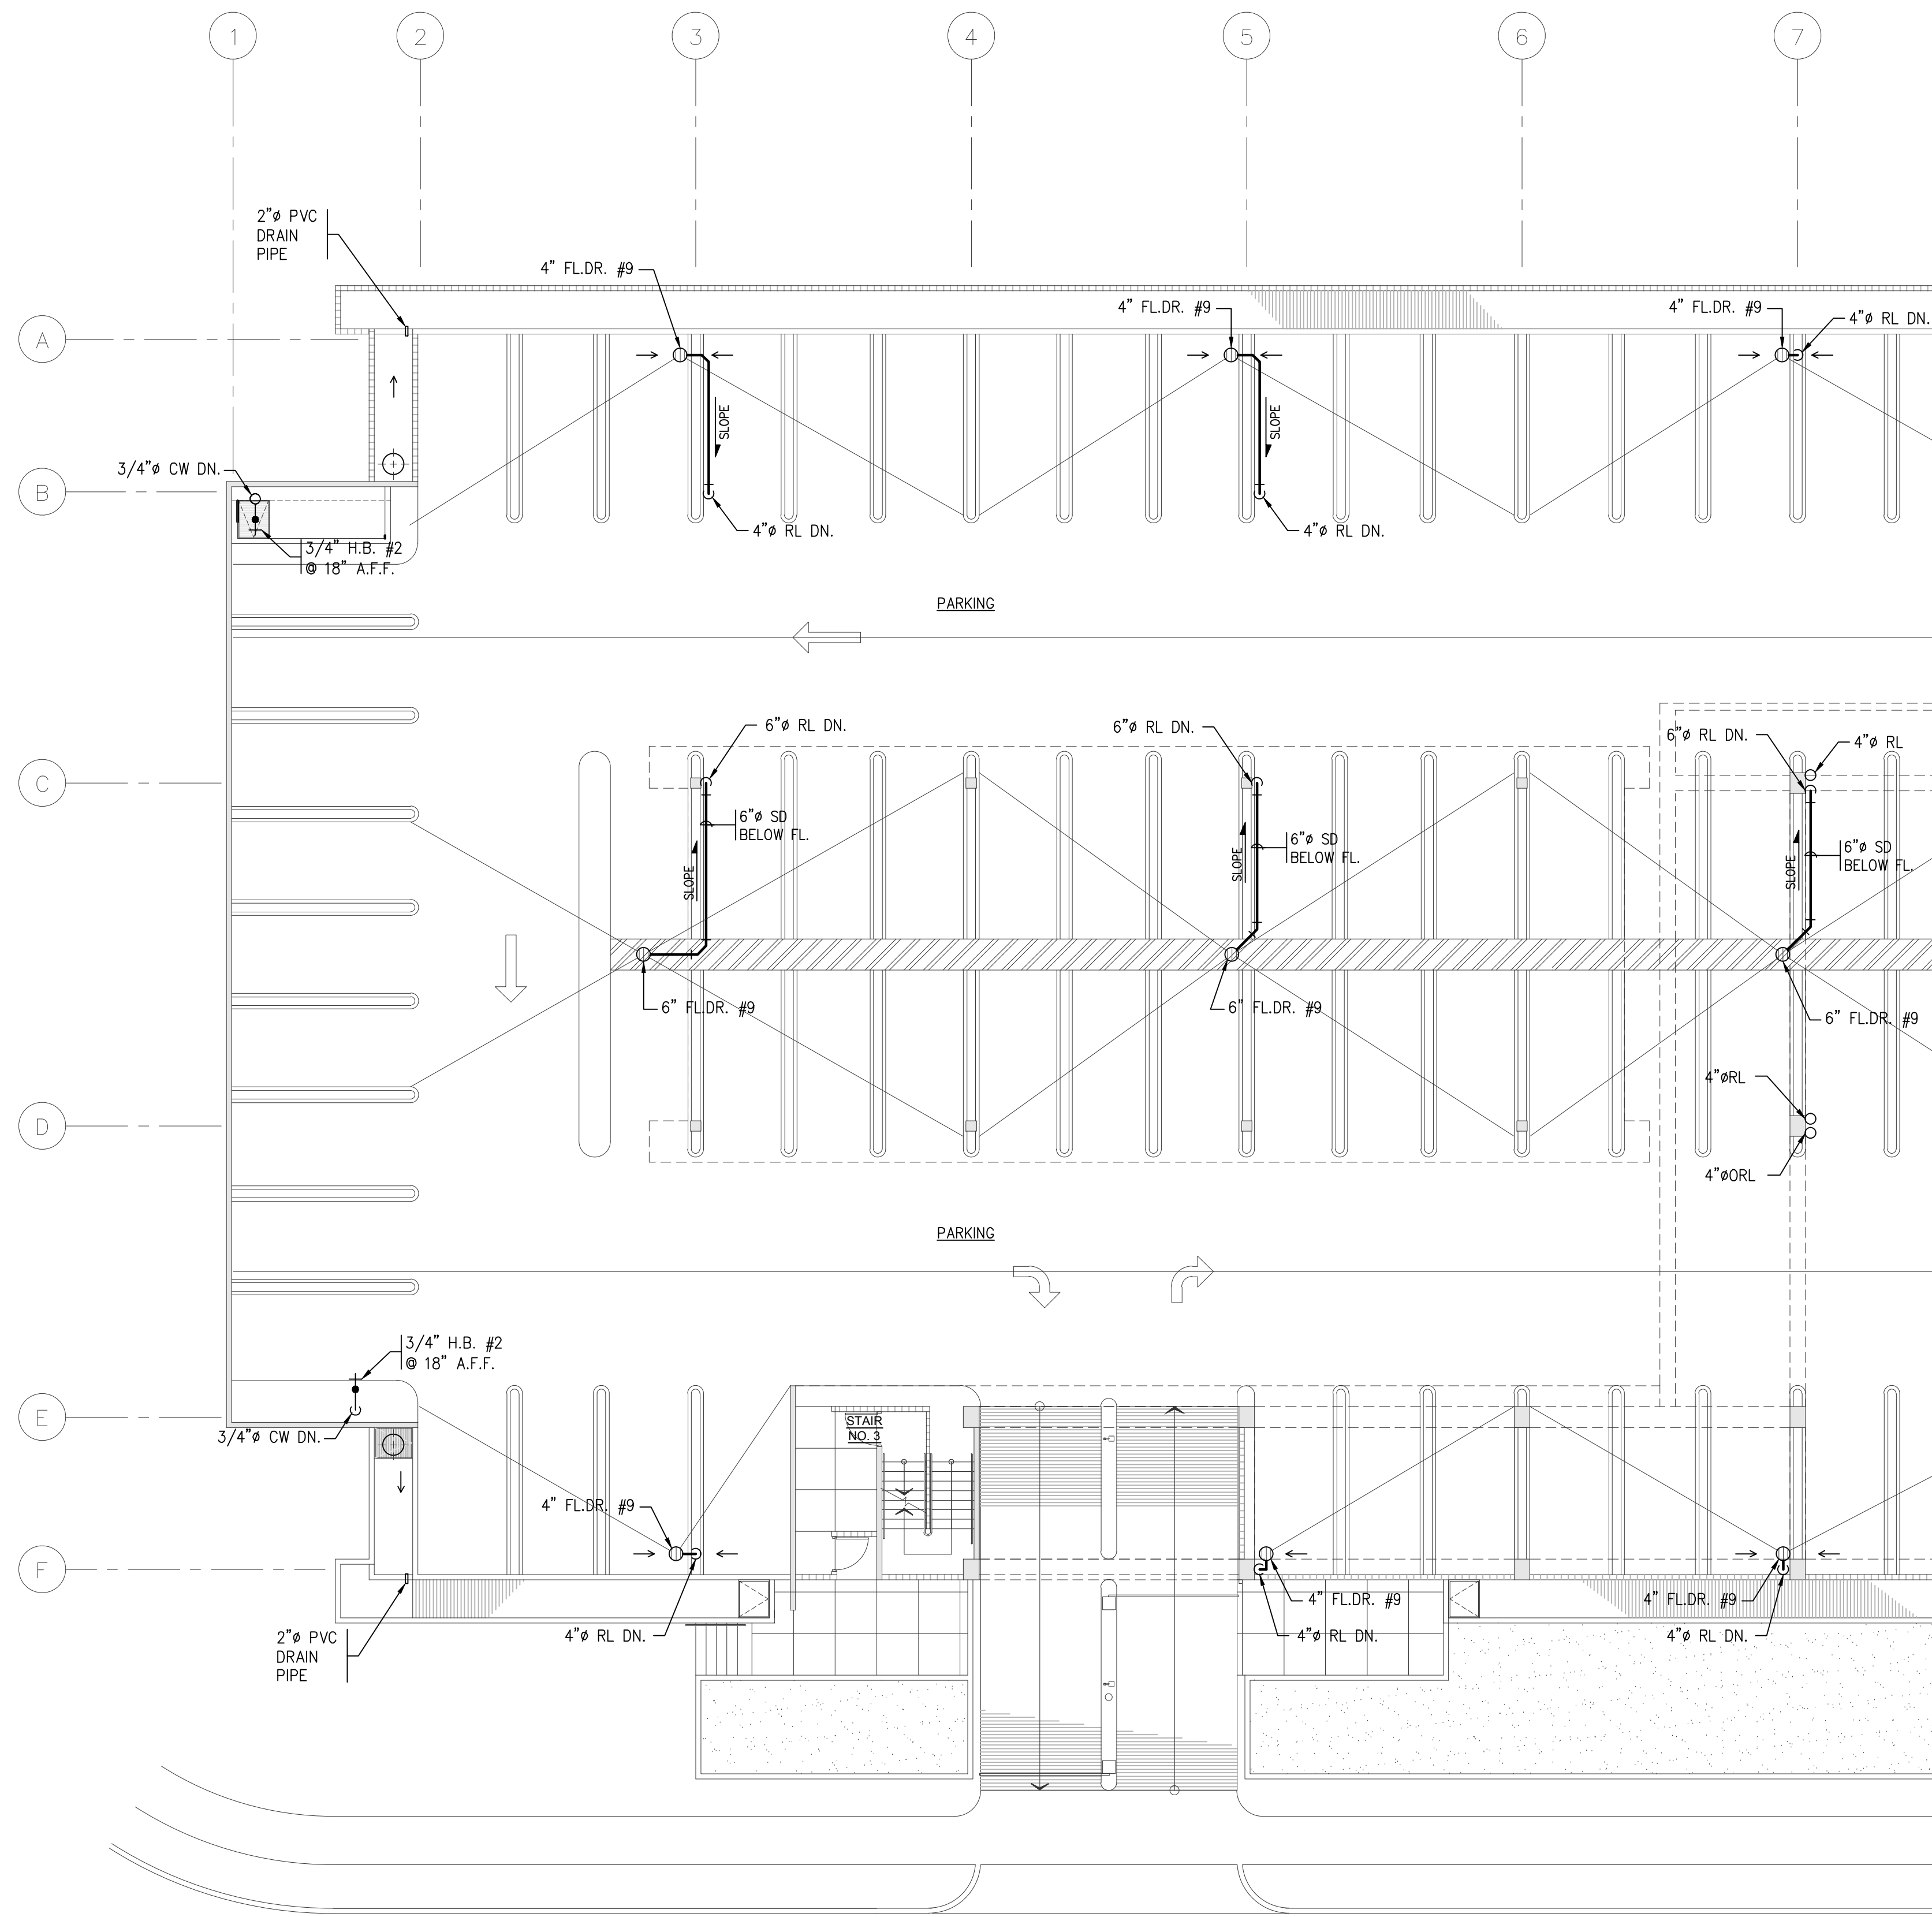 1
2
3
4
5
6
7
2"ø PVC
DRAIN
PIPE
4" FL.DR. #9
4" FL.DR. #9
4" FL.DR. #9
4"ø RL DN.
A
SLOPE
SLOPE
3/4"ø CW DN.
B
4"ø RL DN.
4"ø RL DN.
3/4" H.B. #2
@ 18" A.F.F.
PARKING
6"ø RL DN.
6"ø RL DN.
6"ø RL DN.
4"ø RL
C
6"ø SD
BELOW FL.
6"ø SD
BELOW FL.
6"ø SD
BELOW FL.
SLOPE
SLOPE
SLOPE
6" FL.DR. #9
6" FL.DR. #9
6" FL.DR. #9
4"øRL
D
4"øORL
PARKING
3/4" H.B. #2
@ 18" A.F.F.
E
STAIR
NO. 3
3/4"ø CW DN.
4" FL.DR. #9
F
4" FL.DR. #9
4" FL.DR. #9
2"ø PVC
DRAIN
PIPE
4"ø RL DN.
4"ø RL DN.
4"ø RL DN.